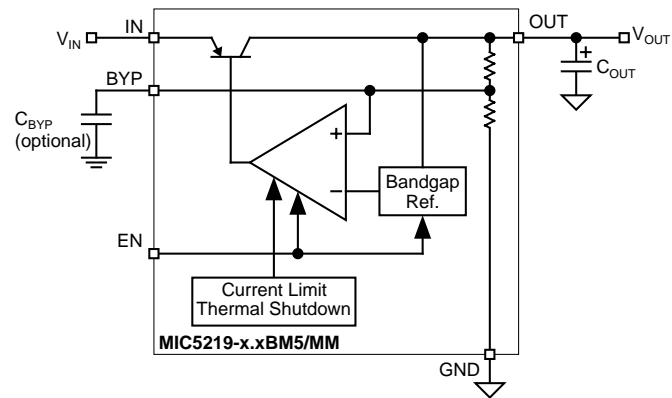 IN
OUT
V_IN
V_OUT
BYP
C_OUT
+
C_BYP
(optional)
+
−
Bandgap
Ref.
EN
Current Limit
Thermal Shutdown
MIC5219-x.xBM5/MM
GND